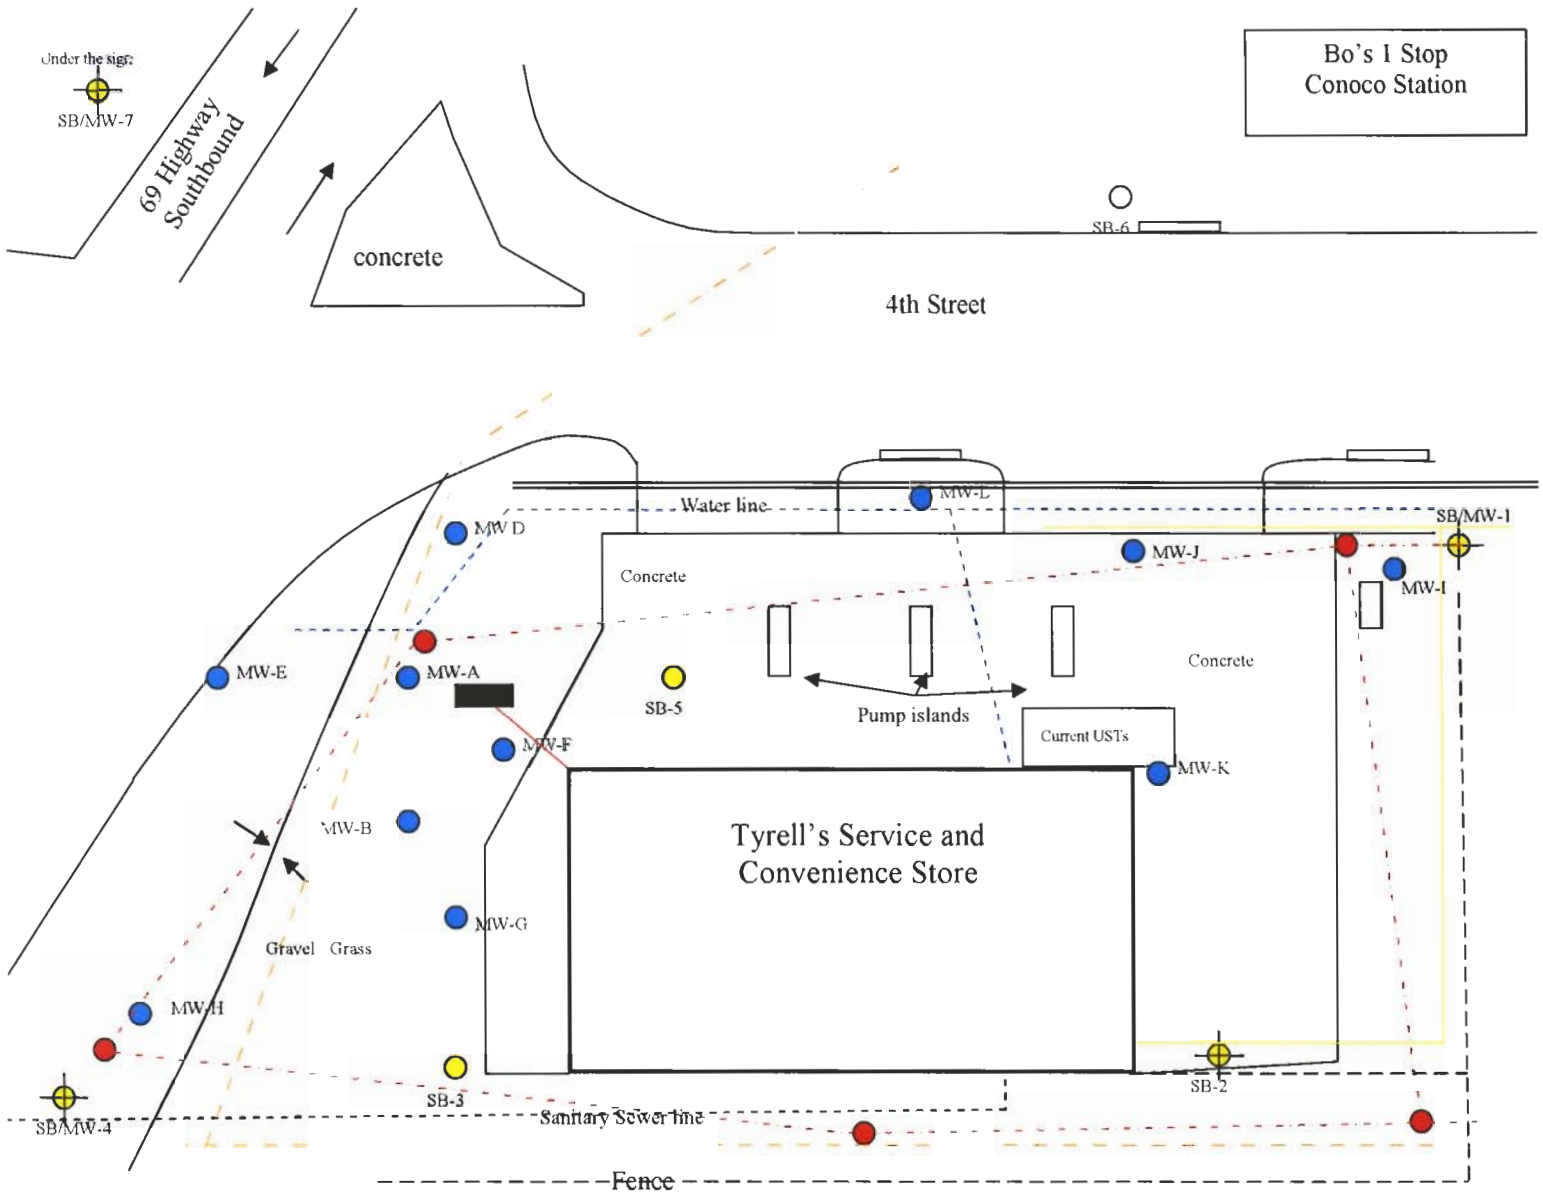 Under the sign
SB/MW-7
69 Highway
Southbound
Bo's 1 Stop
Conoco Station
SB-6
concrete
4th Street
MW-L
Water line
SB/MW-1
MW D
MW-J
Concrete
MW-I
MW-E
MW-A
Concrete
SB-5
Pump islands
MW-F
Current USTs
MW-K
MW-B
Tyrell's Service and
Convenience Store
MW-G
Gravel Grass
MW-H
SB-2
SB-3
SB/MW-4
Sanitary Sewer line
Fence